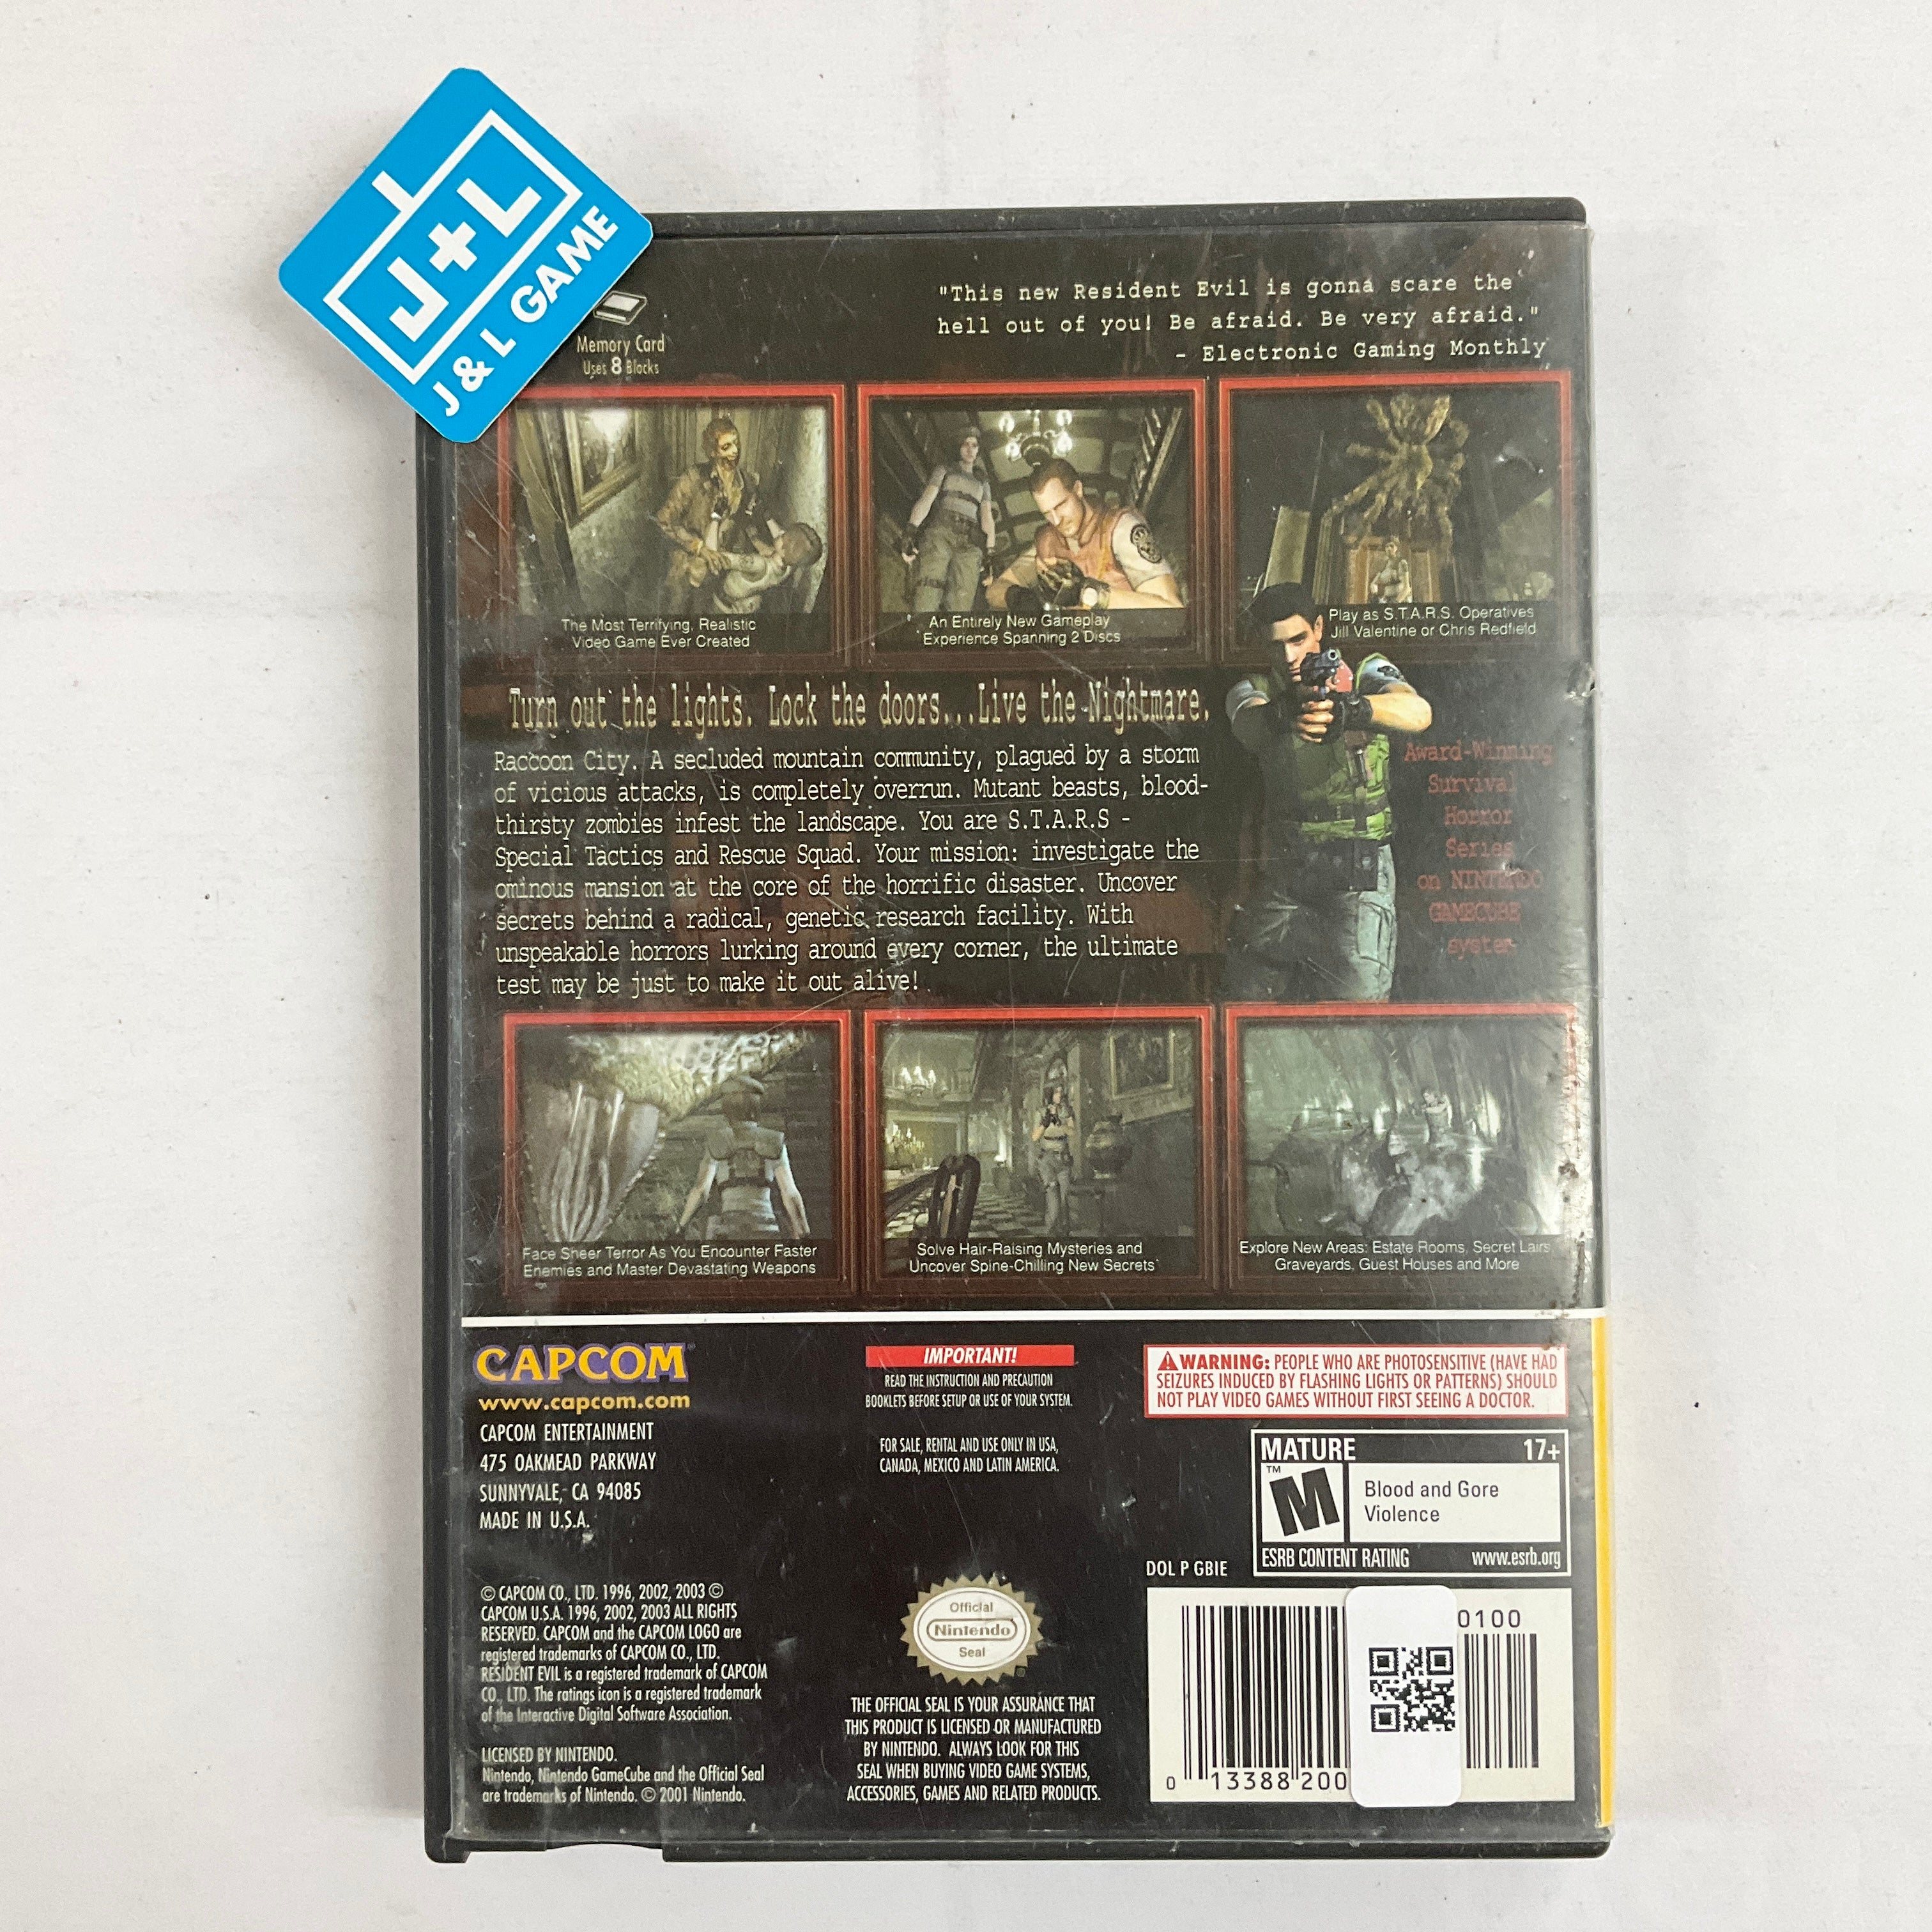 J+L
J&L GAME
Memory Card
Uses 8 Blocks
"This new Resident Evil is gonna scare the
hell out of you! Be afraid. Be very afraid."
- Electronic Gaming Monthly
The Most Terrifying, Realistic
Video Game Ever Created
An Entirely New Gameplay
Experience Spanning 2 Discs
Play as S.T.A.R.S. Operatives
Jill Valentine or Chris Redfield
Turn out the lights. Lock the doors...Live the Nightmare.
Raccoon City. A secluded mountain community, plagued by a storm
of vicious attacks, is completely overrun. Mutant beasts, blood-
thirsty zombies infest the landscape. You are S.T.A.R.S -
Special Tactics and Rescue Squad. Your mission: investigate the
ominous mansion at the core of the horrific disaster. Uncover
secrets behind a radical, genetic research facility. With
unspeakable horrors lurking around every corner, the ultimate
test may be just to make it out alive!
Award-Winning
Survival
Horror
Series
on NINTENDO
GAMECUBE
system
Face Sheer Terror As You Encounter Faster
Enemies and Master Devastating Weapons
Solve Hair-Raising Mysteries and
Uncover Spine-Chilling New Secrets
Explore New Areas: Estate Rooms, Secret Lairs,
Graveyards, Guest Houses and More
CAPCOM
www.capcom.com
CAPCOM ENTERTAINMENT
475 OAKMEAD PARKWAY
SUNNYVALE, CA 94085
MADE IN U.S.A.
© CAPCOM CO., LTD. 1996, 2002, 2003 ©
CAPCOM U.S.A. 1996, 2002, 2003 ALL RIGHTS
RESERVED. CAPCOM and the CAPCOM LOGO are
registered trademarks of CAPCOM CO., LTD.
RESIDENT EVIL is a registered trademark of CAPCOM
CO., LTD. The ratings icon is a registered trademark
of the Interactive Digital Software Association.
LICENSED BY NINTENDO.
Nintendo, Nintendo GameCube and the Official Seal
are trademarks of Nintendo. © 2001 Nintendo.
IMPORTANT!
READ THE INSTRUCTION AND PRECAUTION
BOOKLETS BEFORE SETUP OR USE OF YOUR SYSTEM.
FOR SALE, RENTAL AND USE ONLY IN USA,
CANADA, MEXICO AND LATIN AMERICA.
Official
Nintendo
Seal
THE OFFICIAL SEAL IS YOUR ASSURANCE THAT
THIS PRODUCT IS LICENSED OR MANUFACTURED
BY NINTENDO. ALWAYS LOOK FOR THIS
SEAL WHEN BUYING VIDEO GAME SYSTEMS,
ACCESSORIES, GAMES AND RELATED PRODUCTS.
WARNING: PEOPLE WHO ARE PHOTOSENSITIVE (HAVE HAD
SEIZURES INDUCED BY FLASHING LIGHTS OR PATTERNS) SHOULD
NOT PLAY VIDEO GAMES WITHOUT FIRST SEEING A DOCTOR.
MATURE 17+
M™
Blood and Gore
Violence
ESRB CONTENT RATING www.esrb.org
DOL P GBIE
0100
0 13388 200